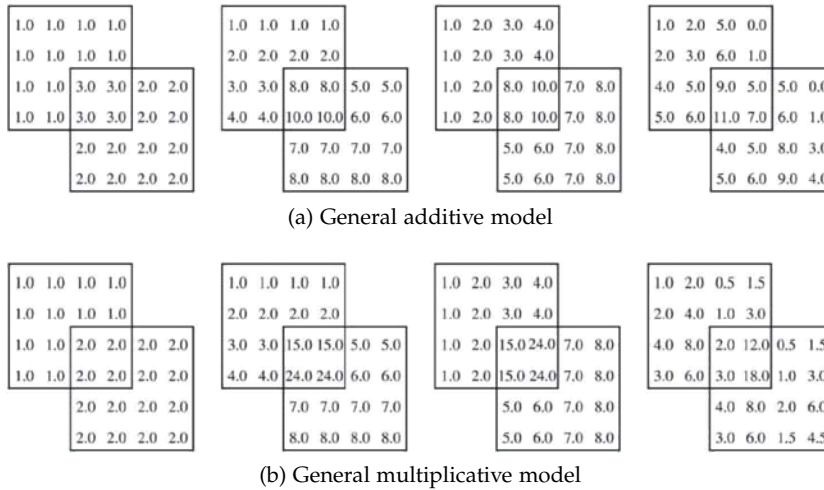 1.0 1.0 1.0 1.0 1.0 1.0 1.0 1.0 1.0 2.0 3.0 4.0 1.0 2.0 5.0 0.0
1.0 1.0 1.0 1.0 2.0 2.0 2.0 2.0 1.0 2.0 3.0 4.0 2.0 3.0 6.0 1.0
1.0 1.0 3.0 3.0 2.0 2.0 3.0 3.0 8.0 8.0 5.0 5.0 1.0 2.0 8.0 10.0 7.0 8.0 4.0 5.0 9.0 5.0 5.0 0.0
1.0 1.0 3.0 3.0 2.0 2.0 4.0 4.0 10.0 10.0 6.0 6.0 1.0 2.0 8.0 10.0 7.0 8.0 5.0 6.0 11.0 7.0 6.0 1.0
2.0 2.0 2.0 2.0 7.0 7.0 7.0 7.0 5.0 6.0 7.0 8.0 4.0 5.0 8.0 3.0
2.0 2.0 2.0 2.0 8.0 8.0 8.0 8.0 5.0 6.0 7.0 8.0 5.0 6.0 9.0 4.0
(a) General additive model
1.0 1.0 1.0 1.0 1.0 1.0 1.0 1.0 1.0 2.0 3.0 4.0 1.0 2.0 0.5 1.5
1.0 1.0 1.0 1.0 2.0 2.0 2.0 2.0 1.0 2.0 3.0 4.0 2.0 4.0 1.0 3.0
1.0 1.0 2.0 2.0 2.0 2.0 3.0 3.0 15.0 15.0 5.0 5.0 1.0 2.0 15.0 24.0 7.0 8.0 4.0 8.0 2.0 12.0 0.5 1.5
1.0 1.0 2.0 2.0 2.0 2.0 4.0 4.0 24.0 24.0 6.0 6.0 1.0 2.0 15.0 24.0 7.0 8.0 3.0 6.0 3.0 18.0 1.0 3.0
2.0 2.0 2.0 2.0 7.0 7.0 7.0 7.0 5.0 6.0 7.0 8.0 4.0 8.0 2.0 6.0
2.0 2.0 2.0 2.0 8.0 8.0 8.0 8.0 5.0 6.0 7.0 8.0 3.0 6.0 1.5 4.5
(b) General multiplicative model